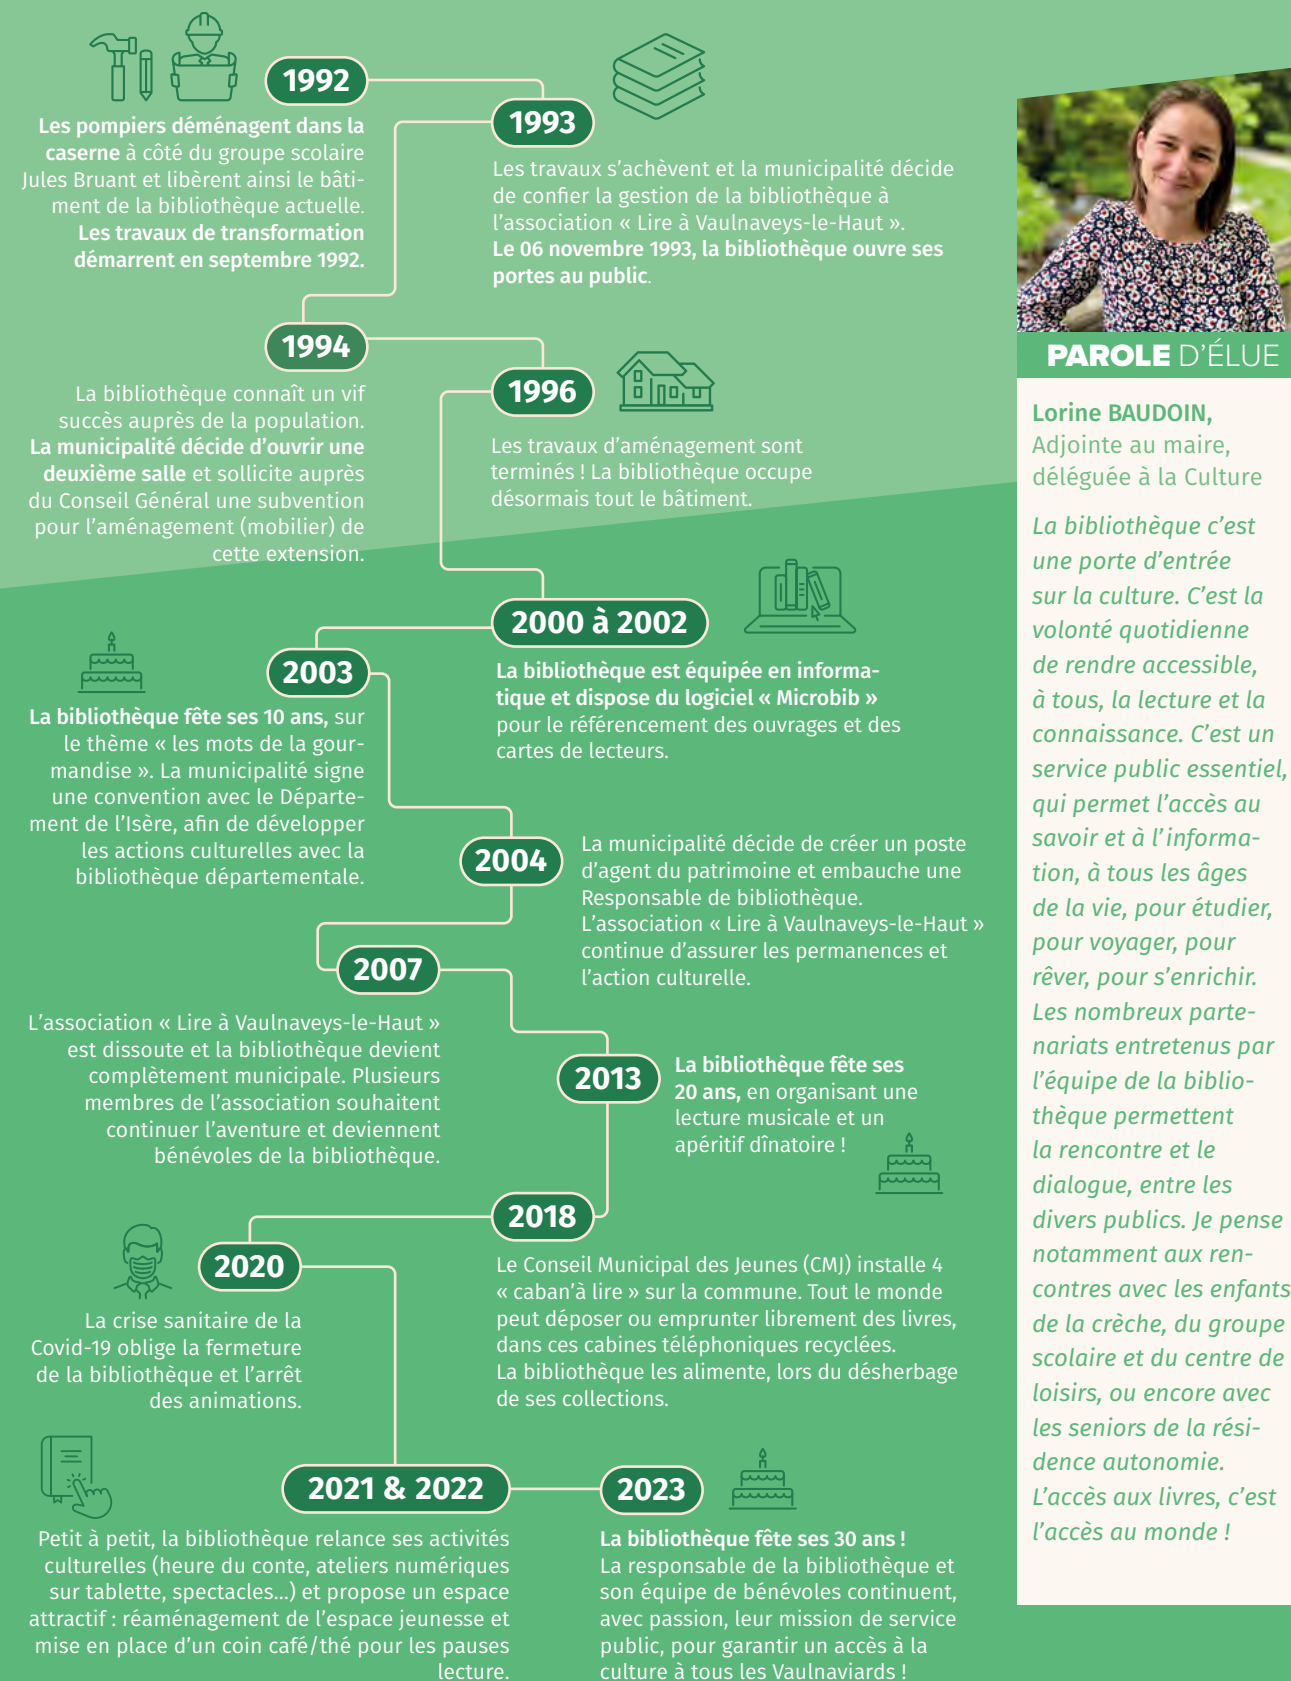 1992
Les pompiers déménagent dans la
caserne à côté du groupe scolaire
Jules Bruant et libèrent ainsi le bâti-
ment de la bibliothèque actuelle.
Les travaux de transformation
démarrent en septembre 1992.
1993
Les travaux s'achèvent et la municipalité décide
de confier la gestion de la bibliothèque à
l'association « Lire à Vaulnaveys-le-Haut ».
Le 06 novembre 1993, la bibliothèque ouvre ses
portes au public.
1994
La bibliothèque connaît un vif
succès auprès de la population.
La municipalité décide d'ouvrir une
deuxième salle et sollicite auprès
du Conseil Général une subvention
pour l'aménagement (mobilier) de
cette extension.
1996
Les travaux d'aménagement sont
terminés ! La bibliothèque occupe
désormais tout le bâtiment.
2000 à 2002
La bibliothèque est équipée en informa-
tique et dispose du logiciel « Microbib »
pour le référencement des ouvrages et des
cartes de lecteurs.
2003
La bibliothèque fête ses 10 ans, sur
le thème « les mots de la gour-
mandise ». La municipalité signe
une convention avec le Départe-
ment de l'Isère, afin de développer
les actions culturelles avec la
bibliothèque départementale.
2004
La municipalité décide de créer un poste
d'agent du patrimoine et embauche une
Responsable de bibliothèque.
L'association « Lire à Vaulnaveys-le-Haut »
continue d'assurer les permanences et
l'action culturelle.
2007
L'association « Lire à Vaulnaveys-le-Haut »
est dissoute et la bibliothèque devient
complètement municipale. Plusieurs
membres de l'association souhaitent
continuer l'aventure et deviennent
bénévoles de la bibliothèque.
2013
La bibliothèque fête ses
20 ans, en organisant une
lecture musicale et un
apéritif dînatoire !
2018
Le Conseil Municipal des Jeunes (CMJ) installe 4
« caban'à lire » sur la commune. Tout le monde
peut déposer ou emprunter librement des livres,
dans ces cabines téléphoniques recyclées.
La bibliothèque les alimente, lors du désherbage
de ses collections.
2020
La crise sanitaire de la
Covid-19 oblige la fermeture
de la bibliothèque et l'arrêt
des animations.
2021 & 2022
Petit à petit, la bibliothèque relance ses activités
culturelles (heure du conte, ateliers numériques
sur tablette, spectacles...) et propose un espace
attractif : réaménagement de l'espace jeunesse et
mise en place d'un coin café/thé pour les pauses
lecture.
2023
La bibliothèque fête ses 30 ans !
La responsable de la bibliothèque et
son équipe de bénévoles continuent,
avec passion, leur mission de service
public, pour garantir un accès à la
culture à tous les Vaulnaviards !
PAROLE D'ÉLUE
Lorine BAUDOIN,
Adjointe au maire,
déléguée à la Culture
La bibliothèque c'est
une porte d'entrée
sur la culture. C'est la
volonté quotidienne
de rendre accessible,
à tous, la lecture et la
connaissance. C'est un
service public essentiel,
qui permet l'accès au
savoir et à l'informa-
tion, à tous les âges
de la vie, pour étudier,
pour voyager, pour
rêver, pour s'enrichir.
Les nombreux parte-
nariats entretenus par
l'équipe de la biblio-
thèque permettent
la rencontre et le
dialogue, entre les
divers publics. Je pense
notamment aux ren-
contres avec les enfants
de la crèche, du groupe
scolaire et du centre de
loisirs, ou encore avec
les seniors de la rési-
dence autonomie.
L'accès aux livres, c'est
l'accès au monde !